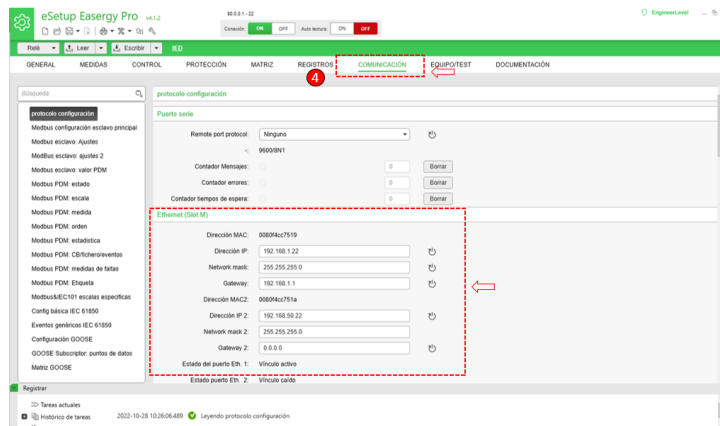 eSetup Easergy Pro v4.1.2
$0.0.0.1 - 22
EngineerLevel
Conexión: ON OFF Auto lectura: ON OFF
Relé Leer Escribir IED
GENERAL MEDIDAS CONTROL PROTECCIÓN MATRIZ REGISTROS COMUNICACIÓN EQUIPO/TEST DOCUMENTACIÓN
4
Búsqueda:
protocolo configuración
Modbus configuración esclavo principal
Modbus esclavo: Ajustes
ModBus esclavo: ajustes 2
Modbus esclavo: valor PDM
Modbus PDM: estado
Modbus PDM: escala
Modbus PDM: medida
Modbus PDM: orden
Modbus PDM: estadística
Modbus PDM: CB/fichero/eventos
Modbus PDM: medidas de faltas
Modbus PDM: Etiqueta
Modbus&IEC101 escalas específicas
Config básica IEC 61850
Eventos genéricos IEC 61850
Configuración GOOSE
GOOSE Subscriptor: puntos de datos
Matriz GOOSE
protocolo configuración
Puerto serie
Remote port protocol: Ninguno
-: 9600/8N1
Contador Mensajes: 0 Borrar
Contador errores: 0 Borrar
Contador tiempos de espera: 0 Borrar
Ethernet (Slot M)
Dirección MAC: 0080f4cc7519
Dirección IP: 192.168.1.22
Network mask: 255.255.255.0
Gateway: 192.168.1.1
Dirección MAC2: 0080f4cc751a
Dirección IP 2: 192.168.50.22
Network mask 2: 255.255.255.0
Gateway 2: 0.0.0.0
Estado del puerto Eth. 1: Vínculo activo
Estado puerto Eth. 2: Vínculo caído
Registrar
Tareas actuales
Histórico de tareas 2022-10-28 10:26:06.489 Leyendo protocolo configuración